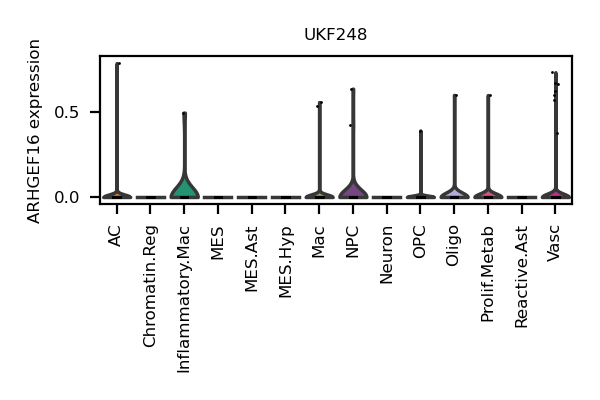 UKF248
ARHGEF16 expression
0.5
0.0
AC
Chromatin.Reg
Inflammatory.Mac
MES
MES.Ast
MES.Hyp
Mac
NPC
Neuron
OPC
Oligo
Prolif.Metab
Reactive.Ast
Vasc